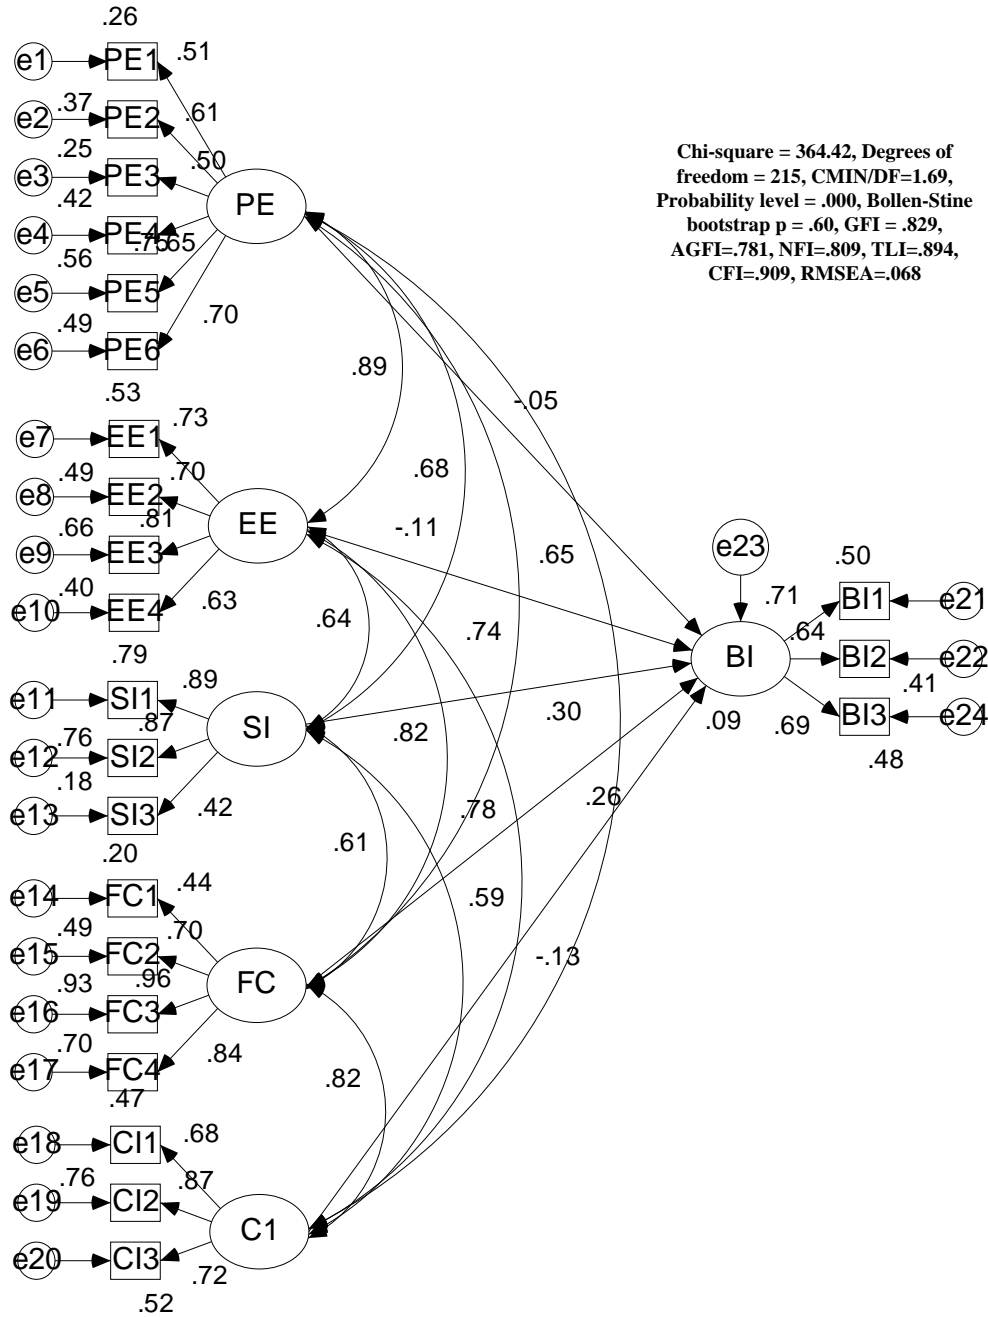 .26
e1 PE1 .51
.37
e2 PE2 .61
.25
e3 PE3 .50
.42
e4 PE4 .75 .65
.56
e5 PE5
.49
e6 PE6 .70
PE
Chi-square = 364.42, Degrees of
freedom = 215, CMIN/DF=1.69,
Probability level = .000, Bollen-Stine
bootstrap p = .60, GFI = .829,
AGFI=.781, NFI=.809, TLI=.894,
CFI=.909, RMSEA=.068
.89
-.05
.53
e7 EE1 .73
.49
e8 EE2 .70
.66
e9 EE3 .81
.40
e10 EE4 .63
EE
.68
-.11
.65
.64
.74
e23
BI
.50
.71 BI1 e21
.64 BI2 e22
.41
.09 .69 BI3 e24
.48
.79
e11 SI1 .89
.76
e12 SI2 .87
.18
e13 SI3 .42
SI
.30
.82
.26
.78
.61
.20
e14 FC1 .44
.49
e15 FC2 .70
.93
e16 FC3 .96
.70
e17 FC4 .84
FC
.59
-.13
.82
.47
e18 CI1 .68
.76
e19 CI2 .87
e20 CI3 .72
.52
C1